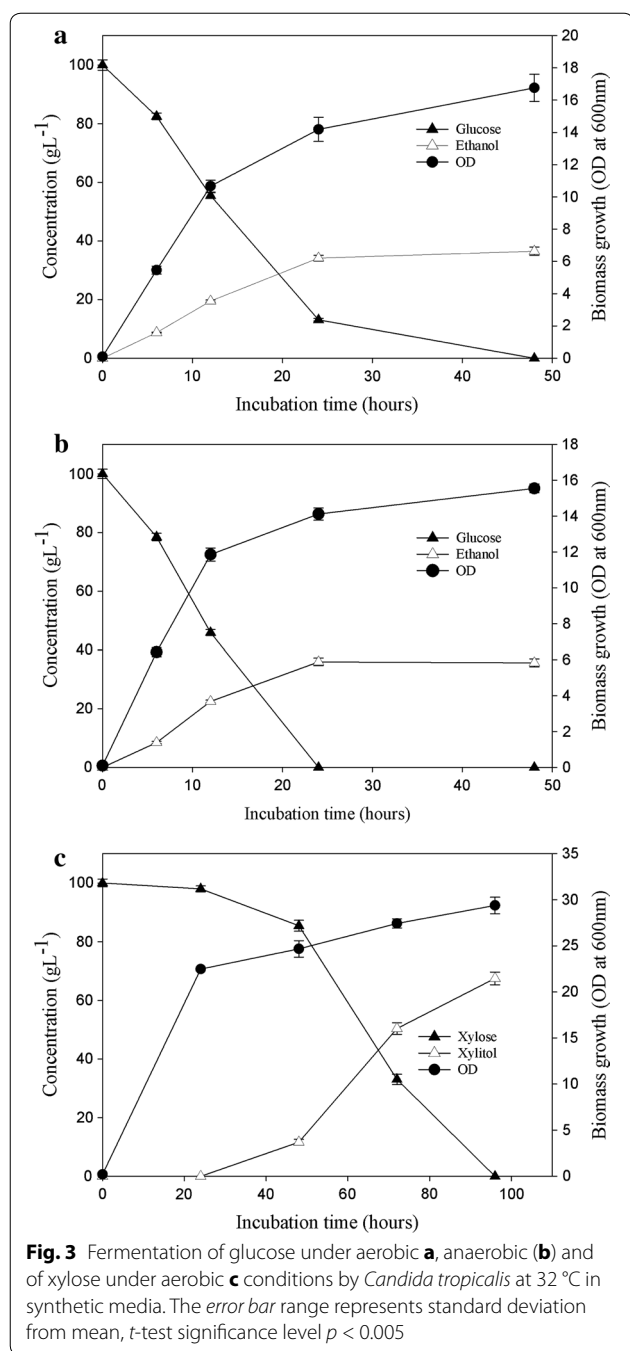 a
Concentration (gL-1)
100
80
60
40
20
0
Glucose
Ethanol
OD
20
18
16
14
12
10
8
6
4
2
0
Biomass growth (OD at 600nm)
0 10 20 30 40 50
Incubation time (hours)
b
Concentration (gL-1)
100
80
60
40
20
0
Glucose
Ethanol
OD
18
16
14
12
10
8
6
4
2
0
Biomass growth (OD at 600nm)
0 10 20 30 40 50
Incubation time (hours)
c
Concentration (gL-1)
100
80
60
40
20
0
Xylose
Xylitol
OD
35
30
25
20
15
10
5
0
Biomass growth (OD at 600nm)
0 20 40 60 80 100
Incubation time (hours)
Fig. 3 Fermentation of glucose under aerobic a, anaerobic (b) and
of xylose under aerobic c conditions by Candida tropicalis at 32 °C in
synthetic media. The error bar range represents standard deviation
from mean, t-test significance level p < 0.005